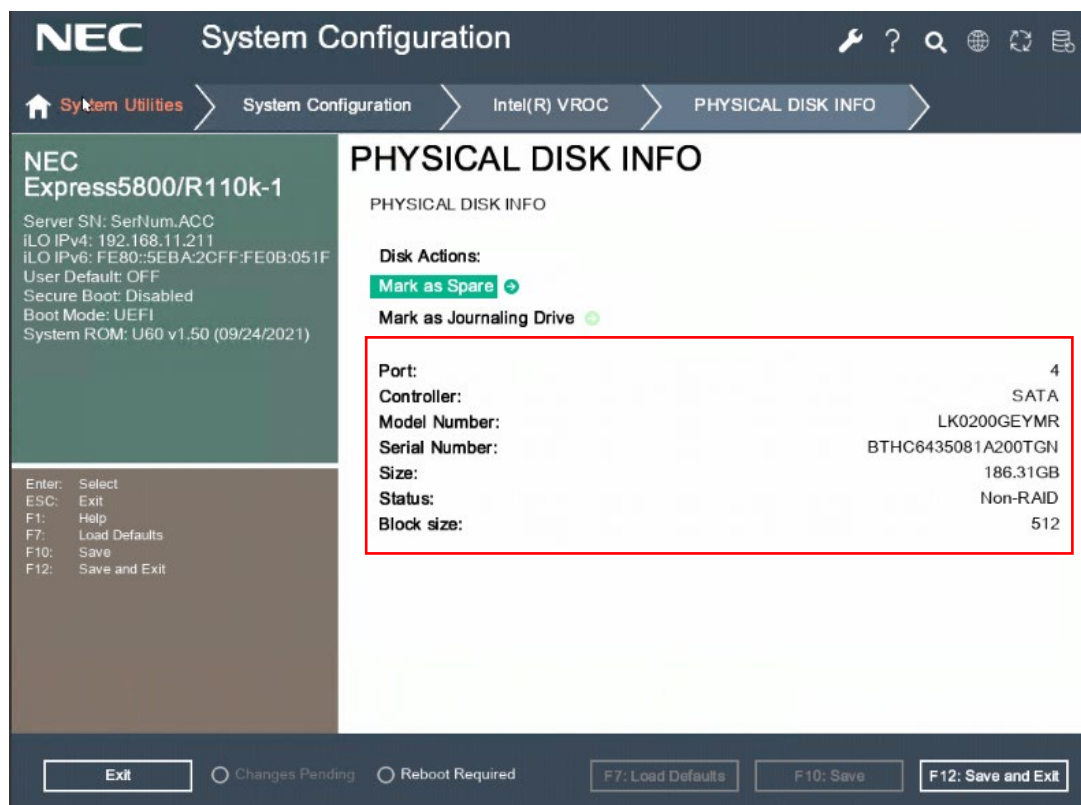 NEC System Configuration
System Utilities System Configuration Intel(R) VROC PHYSICAL DISK INFO
NEC
Express5800/R110k-1
Server SN: SerNum.ACC
iLO IPv4: 192.168.11.211
iLO IPv6: FE80::5EBA:2CFF:FE0B:051F
User Default: OFF
Secure Boot: Disabled
Boot Mode: UEFI
System ROM: U60 v1.50 (09/24/2021)
Enter: Select
ESC: Exit
F1: Help
F7: Load Defaults
F10: Save
F12: Save and Exit
PHYSICAL DISK INFO
PHYSICAL DISK INFO
Disk Actions:
Mark as Spare
Mark as Journaling Drive
Port: 4
Controller: SATA
Model Number: LK0200GEYMR
Serial Number: BTHC6435081A200TGN
Size: 186.31GB
Status: Non-RAID
Block size: 512
Exit Changes Pending Reboot Required F7: Load Defaults F10: Save F12: Save and Exit